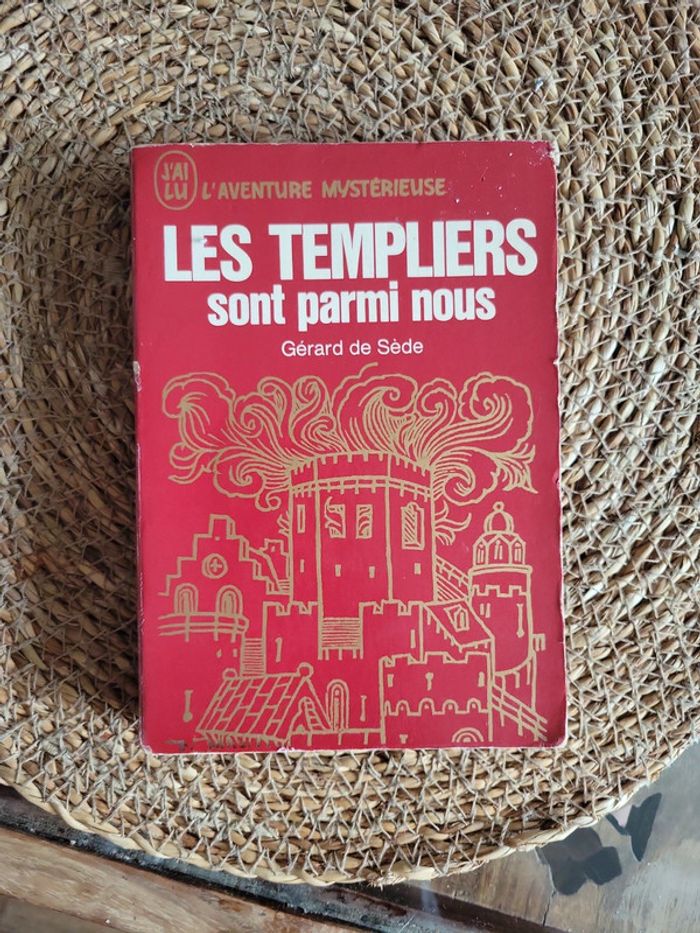 J'AI
LU
L'AVENTURE MYSTÉRIEUSE
LES TEMPLIERS
sont parmi nous
Gérard de Sède